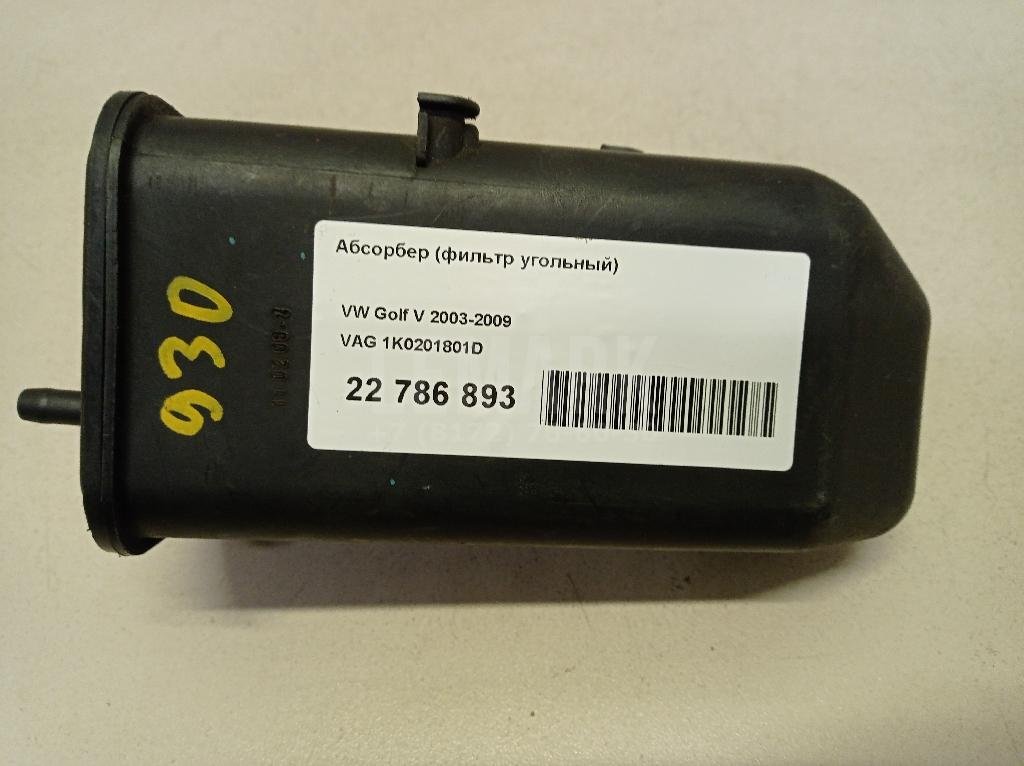 Абсорбер (фильтр угольный)
VW Golf V 2003-2009
VAG 1K0201801D
22 786 893
930